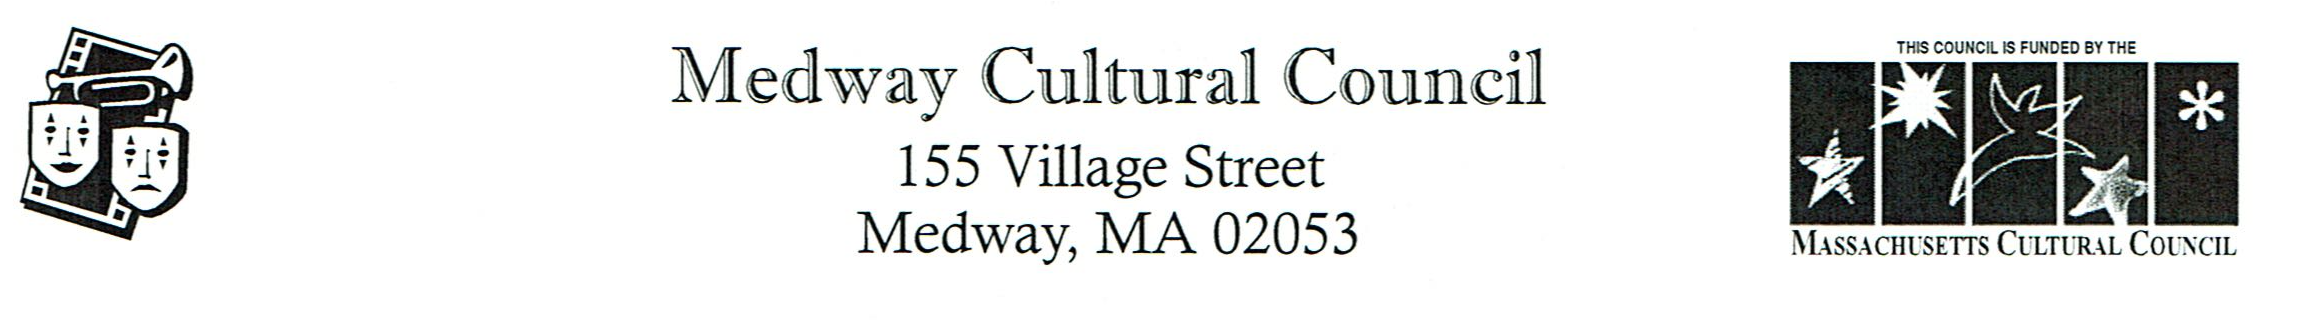 Medway Cultural Council
155 Village Street
Medway, MA 02053
THIS COUNCIL IS FUNDED BY THE
MASSACHUSETTS CULTURAL COUNCIL